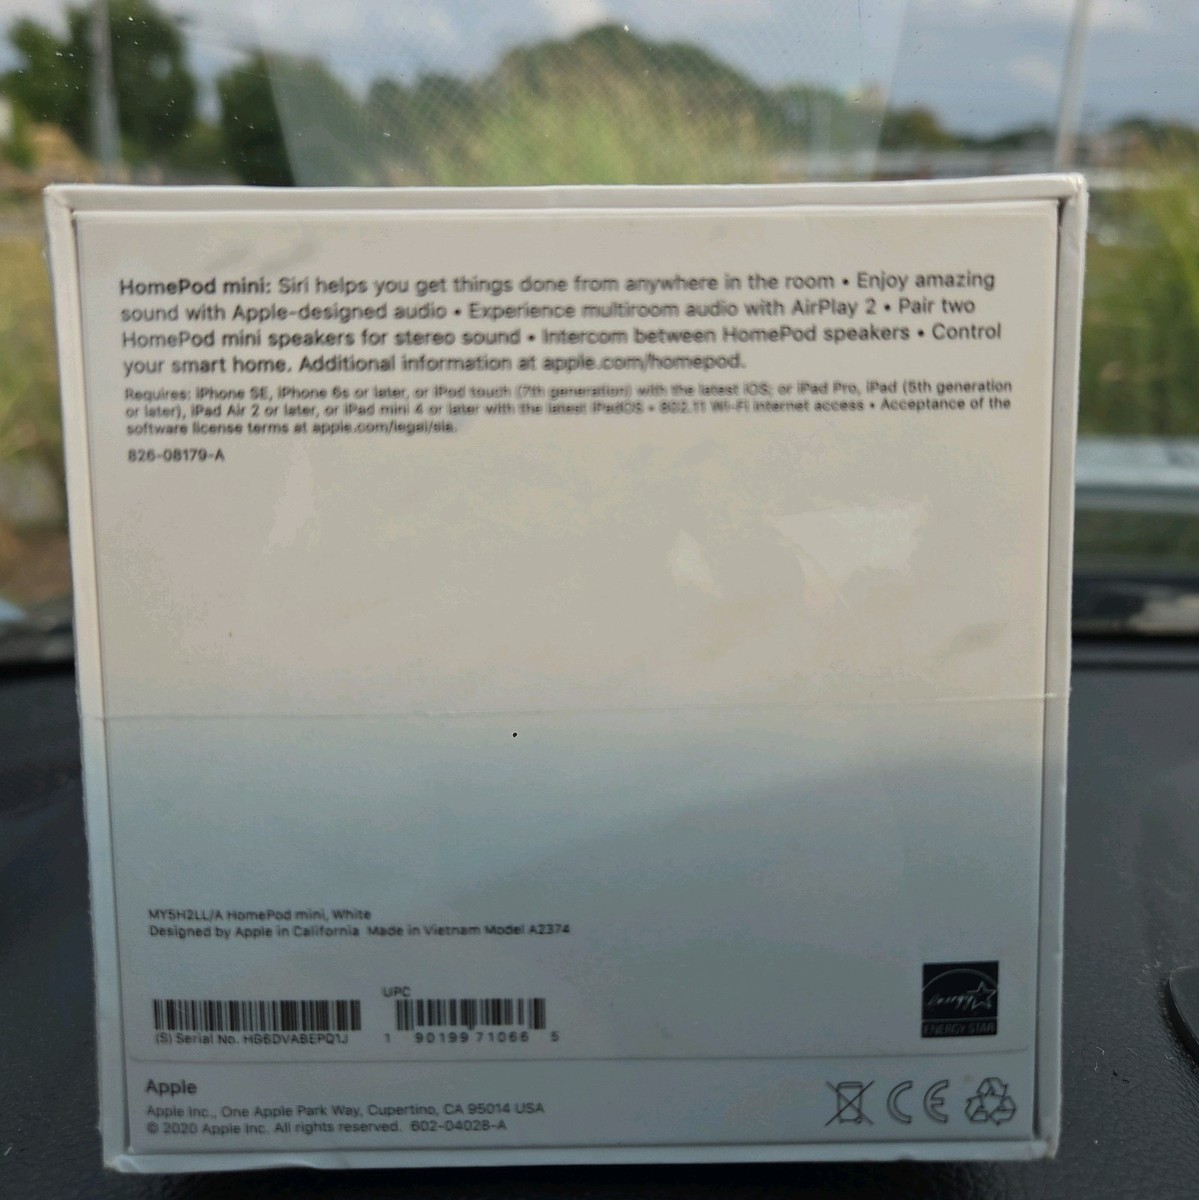 HomePod mini: Siri helps you get things done from anywhere in the room • Enjoy amazing
sound with Apple-designed audio • Experience multiroom audio with AirPlay 2 • Pair two
HomePod mini speakers for stereo sound • Intercom between HomePod speakers • Control
your smart home. Additional information at apple.com/homepod.
Requires: iPhone SE, iPhone 6s or later, or iPod touch (7th generation) with the latest iOS; or iPad Pro, iPad (5th generation
or later), iPad Air 2 or later, or iPad mini 4 or later with the latest iPadOS • 802.11 Wi-Fi internet access • Acceptance of the
software license terms at apple.com/legal/sla.
826-08179-A
MY5H2LL/A HomePod mini, White
Designed by Apple in California Made in Vietnam Model A2374
UPC
(S) Serial No. HG6DVABEPQ1J
1 90199 71066 5
energy
ENERGY STAR
Apple
Apple Inc., One Apple Park Way, Cupertino, CA 95014 USA
© 2020 Apple Inc. All rights reserved. 602-04028-A
CE